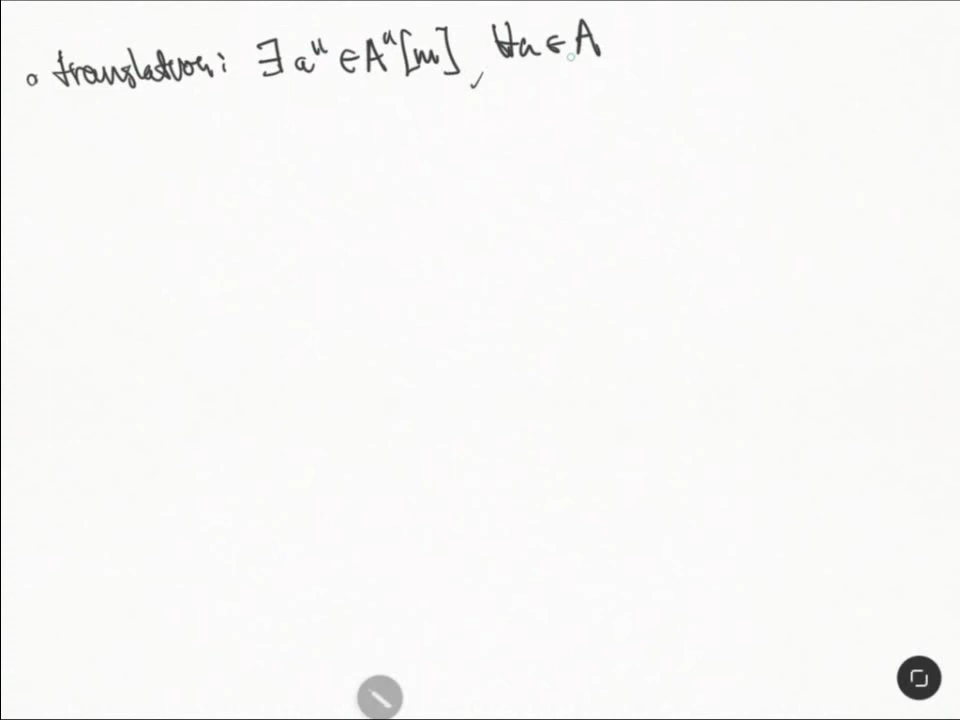 ∘ translation: ∃ a^u ∈ A^u [m], ∀a ∈ A